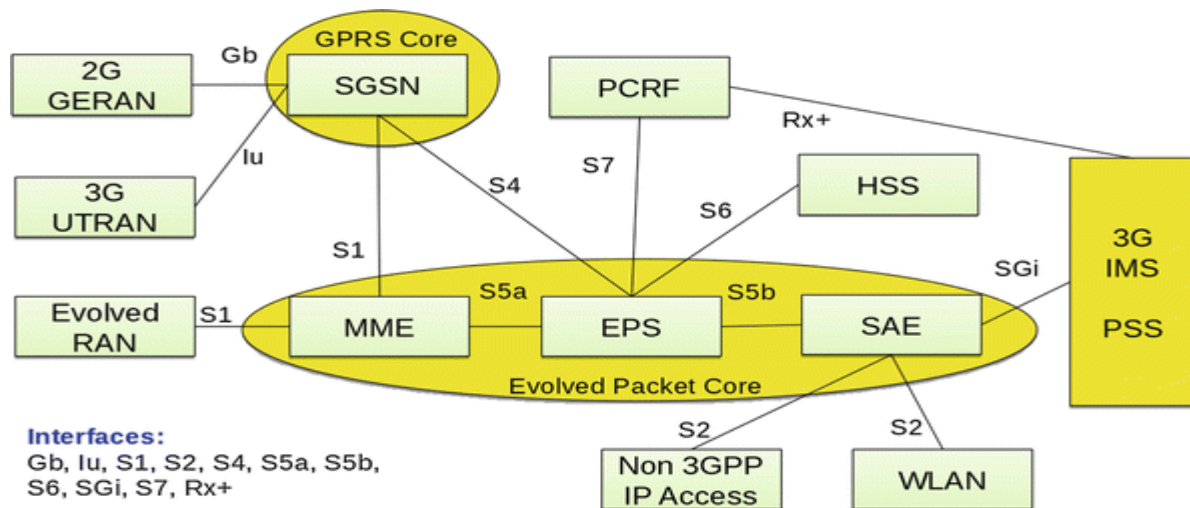 GPRS Core
2G
GERAN
Gb
SGSN
PCRF
Rx+
Iu
3G
UTRAN
S4
S7
S6
HSS
3G
IMS
PSS
S1
SGi
Evolved
RAN
S1
MME
S5a
EPS
S5b
SAE
Evolved Packet Core
Interfaces:
Gb, Iu, S1, S2, S4, S5a, S5b,
S6, SGi, S7, Rx+
S2
S2
Non 3GPP
IP Access
WLAN